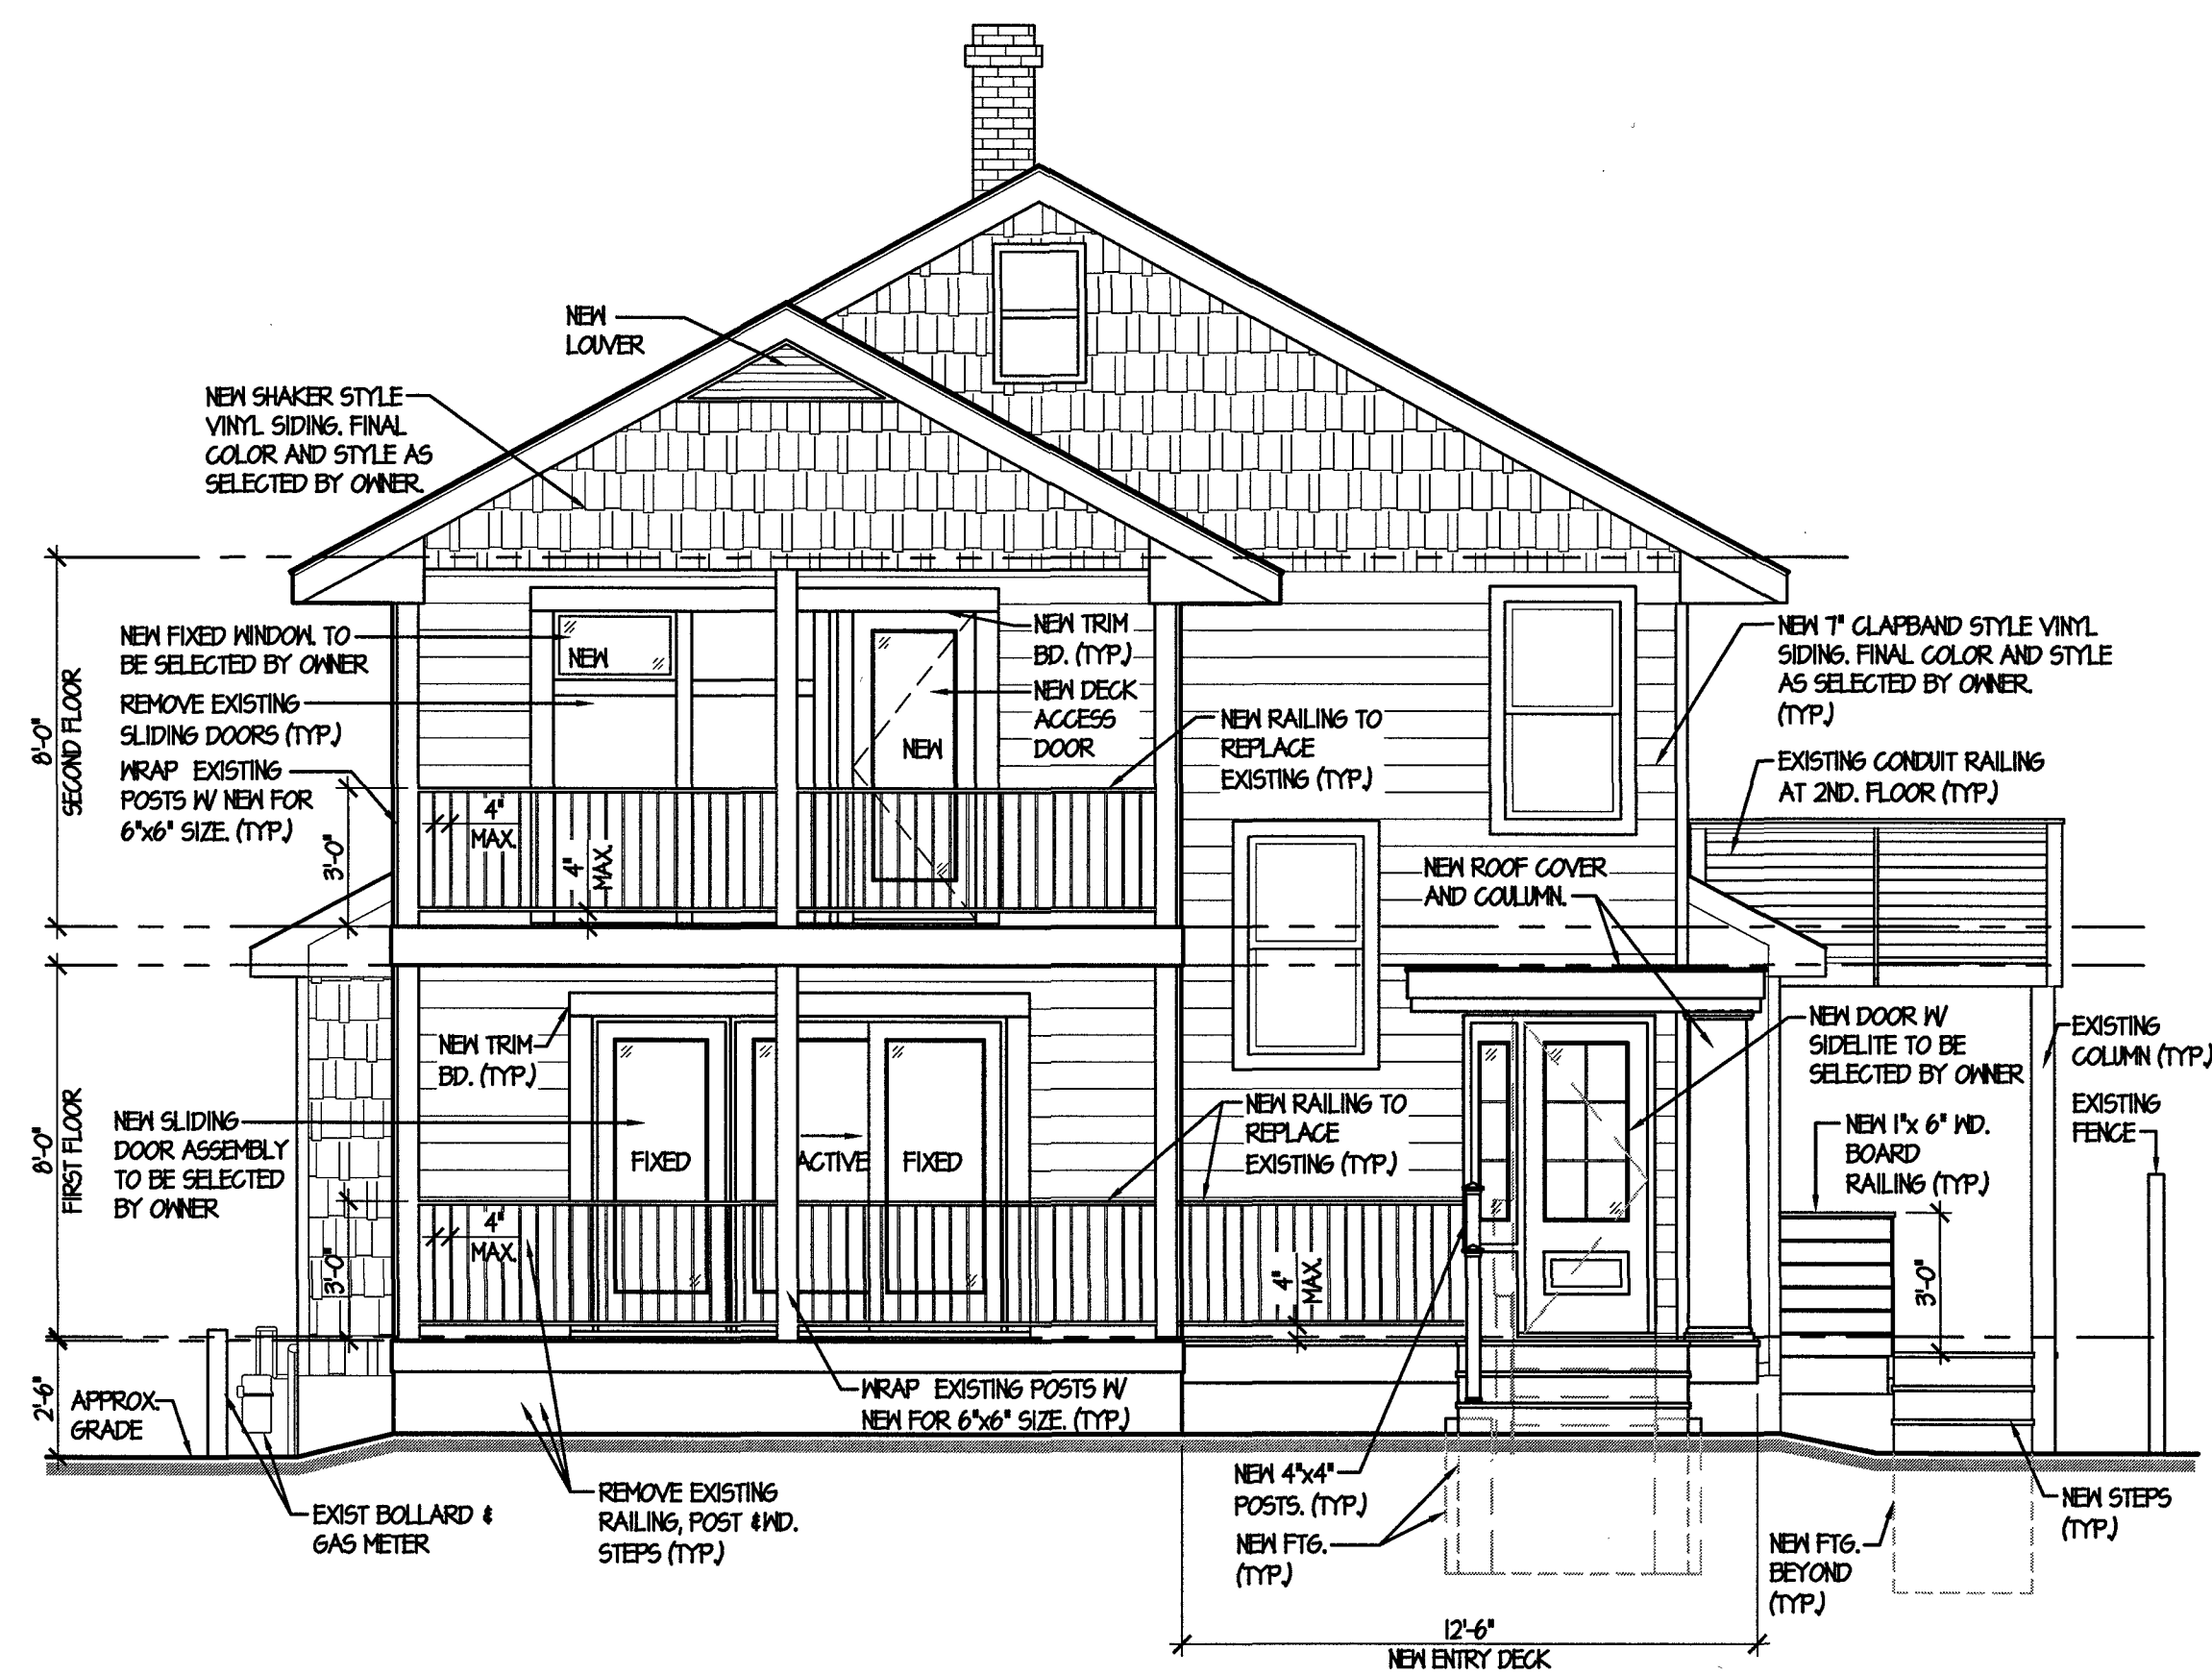 NEW
LOUVER
NEW SHAKER STYLE
VINYL SIDING. FINAL
COLOR AND STYLE AS
SELECTED BY OWNER.
NEW FIXED WINDOW. TO
BE SELECTED BY OWNER
REMOVE EXISTING
SLIDING DOORS (TYP.)
WRAP EXISTING
POSTS W/ NEW FOR
6"x6" SIZE. (TYP.)
8'-0"
SECOND FLOOR
3'-0"
NEW
NEW
4"
MAX.
4"
MAX.
NEW TRIM
BD. (TYP.)
NEW DECK
ACCESS
DOOR
NEW RAILING TO
REPLACE
EXISTING (TYP.)
NEW 7" CLAPBAND STYLE VINYL
SIDING. FINAL COLOR AND STYLE
AS SELECTED BY OWNER.
(TYP.)
EXISTING CONDUIT RAILING
AT 2ND. FLOOR (TYP.)
NEW ROOF COVER
AND COULUMN.
8'-0"
FIRST FLOOR
NEW TRIM
BD. (TYP.)
NEW SLIDING
DOOR ASSEMBLY
TO BE SELECTED
BY OWNER
FIXED
ACTIVE
FIXED
3'-0"
4"
MAX.
NEW RAILING TO
REPLACE
EXISTING (TYP.)
4"
MAX.
NEW DOOR W/
SIDELITE TO BE
SELECTED BY OWNER
EXISTING
COLUMN (TYP.)
EXISTING
FENCE
NEW 1"x 6" WD.
BOARD
RAILING (TYP.)
3'-0"
2'-6"
APPROX.
GRADE
WRAP EXISTING POSTS W/
NEW FOR 6"x6" SIZE. (TYP.)
EXIST BOLLARD &
GAS METER
REMOVE EXISTING
RAILING, POST & WD.
STEPS (TYP.)
NEW 4"x4"
POSTS. (TYP.)
NEW FTG.
(TYP.)
NEW STEPS
(TYP.)
NEW FTG.
BEYOND
(TYP.)
12'-6"
NEW ENTRY DECK